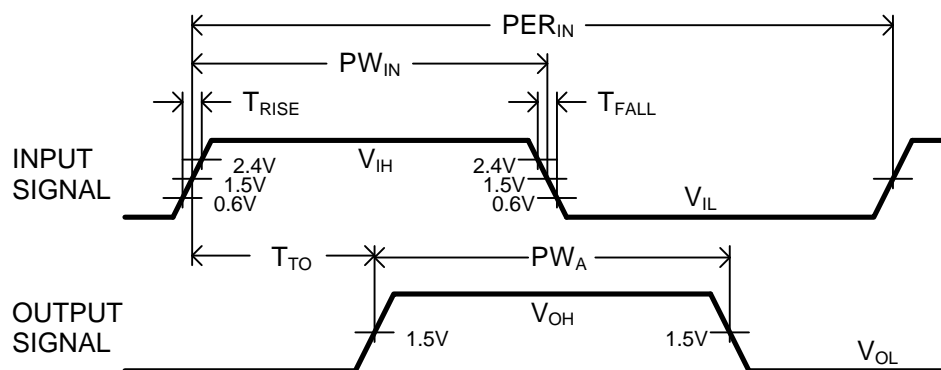 PER_IN
PW_IN
T_RISE
T_FALL
INPUT
SIGNAL
V_IH
2.4V
1.5V
0.6V
2.4V
1.5V
0.6V
V_IL
T_TO
PW_A
OUTPUT
SIGNAL
V_OH
1.5V
1.5V
V_OL